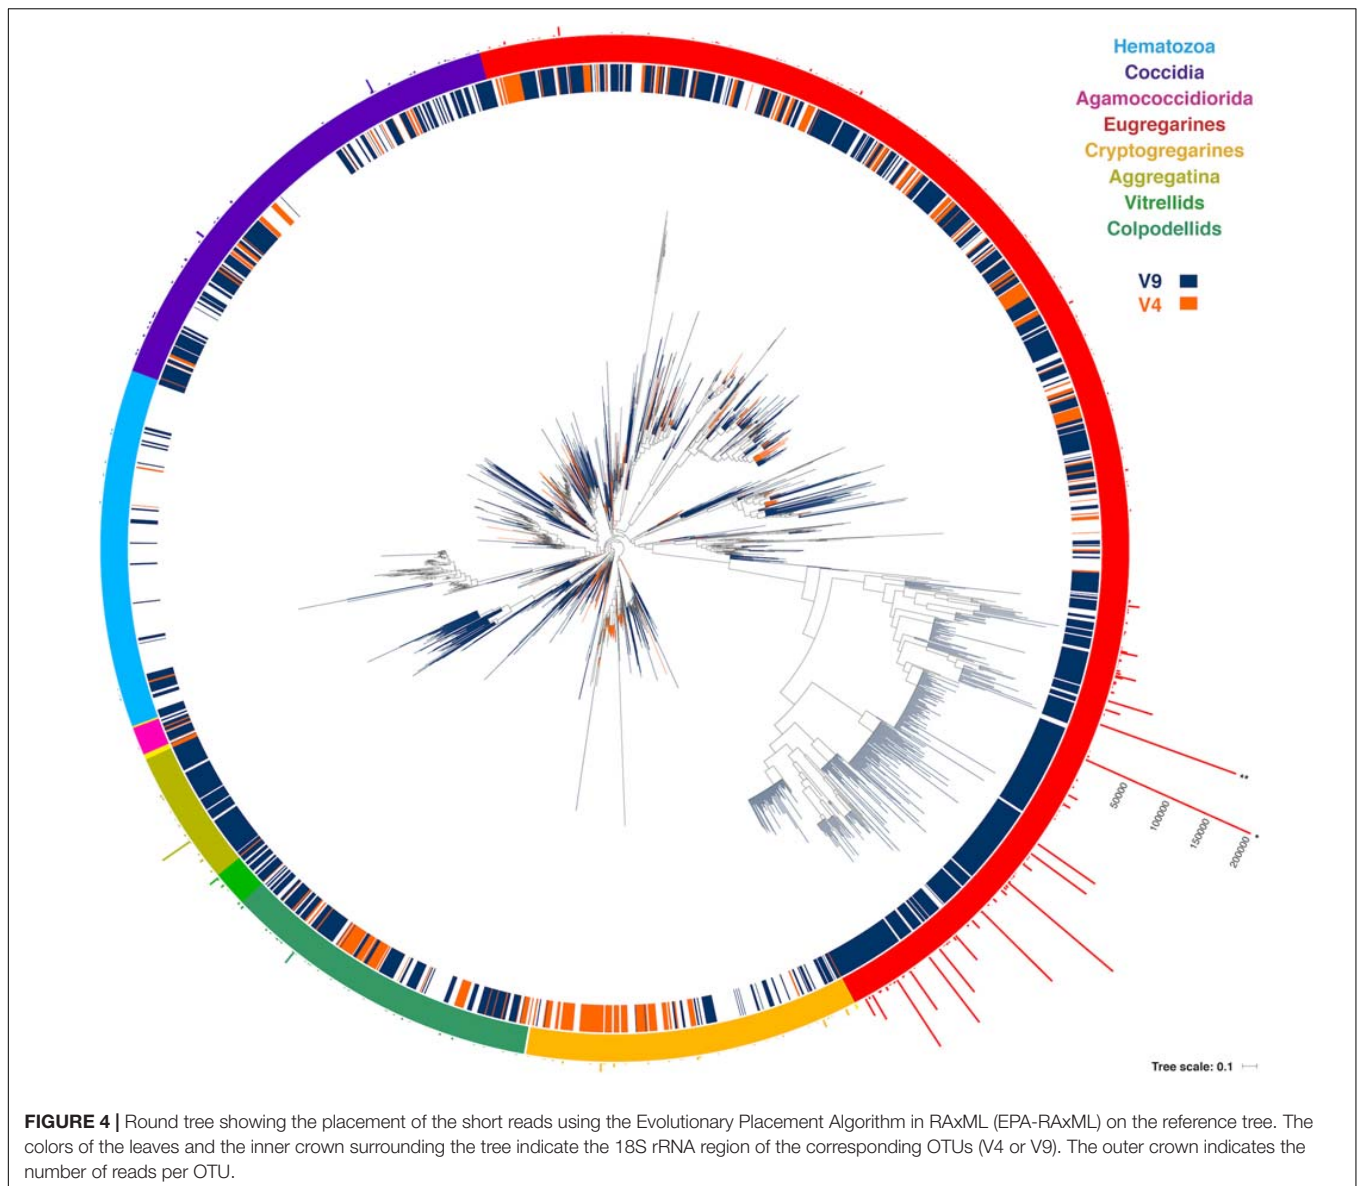 Hematozoa
Coccidia
Agamococcidiorida
Eugregarines
Cryptogregarines
Aggregatina
Vitrellids
Colpodellids
V9
V4
**
*
50000
100000
150000
200000
Tree scale: 0.1
FIGURE 4 | Round tree showing the placement of the short reads using the Evolutionary Placement Algorithm in RAxML (EPA-RAxML) on the reference tree. The
colors of the leaves and the inner crown surrounding the tree indicate the 18S rRNA region of the corresponding OTUs (V4 or V9). The outer crown indicates the
number of reads per OTU.